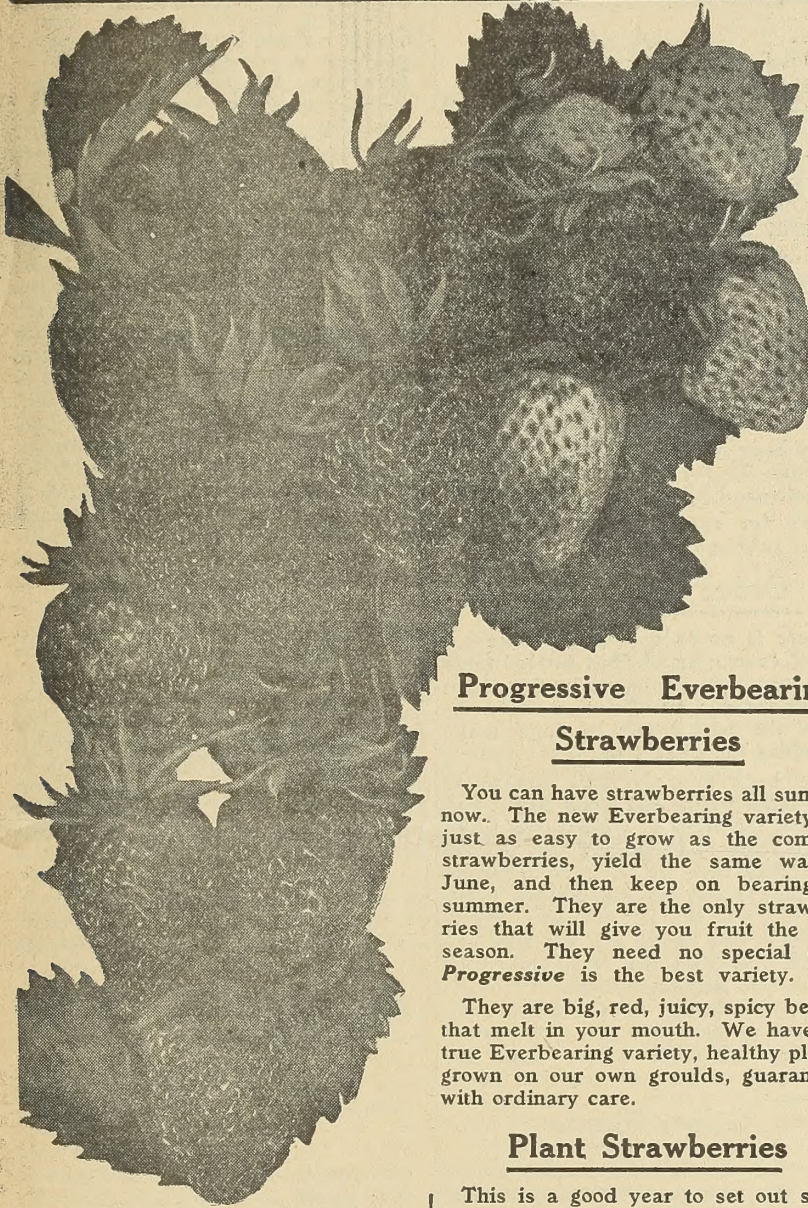 Progressive Everbearin
Strawberries
You can have strawberries all sum
now. The new Everbearing variety
just as easy to grow as the com
strawberries, yield the same wa
June, and then keep on bearing
summer. They are the only straw
ries that will give you fruit the
season. They need no special
Progressive is the best variety.
They are big, red, juicy, spicy be
that melt in your mouth. We have
true Everbearing variety, healthy pl
grown on our own groulds, guaran
with ordinary care.
Plant Strawberries
This is a good year to set out s